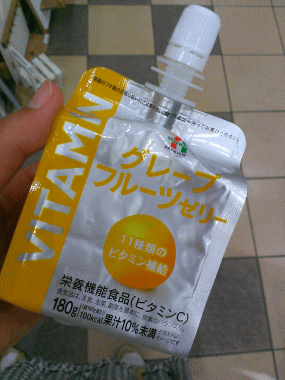 VITAMIN
グレープ
フルーツゼリー
11種類の
ビタミン補給
栄養機能食品(ビタミンC)
180g
100kcal
果汁10%未満